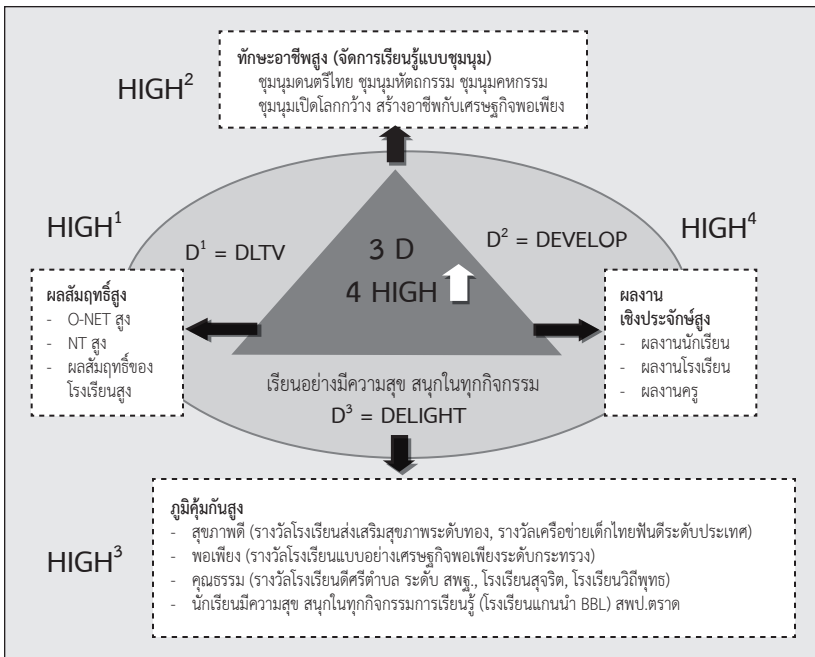 HIGH²
ทักษะอาชีพสูง (จัดการเรียนรู้แบบชุมนุม)
ชุมนุมดนตรีไทย ชุมนุมหัตถกรรม ชุมนุมคหกรรม
ชุมนุมเปิดโลกกว้าง สร้างอาชีพกับเศรษฐกิจพอเพียง
HIGH¹
D¹ = DLTV
3 D
4 HIGH
D² = DEVELOP
HIGH⁴
ผลสัมฤทธิ์สูง
- O-NET สูง
- NT สูง
- ผลสัมฤทธิ์ของ
โรงเรียนสูง
ผลงาน
เชิงประจักษ์สูง
- ผลงานนักเรียน
- ผลงานโรงเรียน
- ผลงานครู
เรียนอย่างมีความสุข สนุกในทุกกิจกรรม
D³ = DELIGHT
HIGH³
ภูมิคุ้มกันสูง
- สุขภาพดี (รางวัลโรงเรียนส่งเสริมสุขภาพระดับทอง, รางวัลเครือข่ายเด็กไทยฟันดีระดับประเทศ)
- พอเพียง (รางวัลโรงเรียนแบบอย่างเศรษฐกิจพอเพียงระดับกระทรวง)
- คุณธรรม (รางวัลโรงเรียนดีศรีตำบล ระดับ สพฐ., โรงเรียนสุจริต, โรงเรียนวิถีพุทธ)
- นักเรียนมีความสุข สนุกในทุกกิจกรรมการเรียนรู้ (โรงเรียนแกนนำ BBL) สพป.ตราด